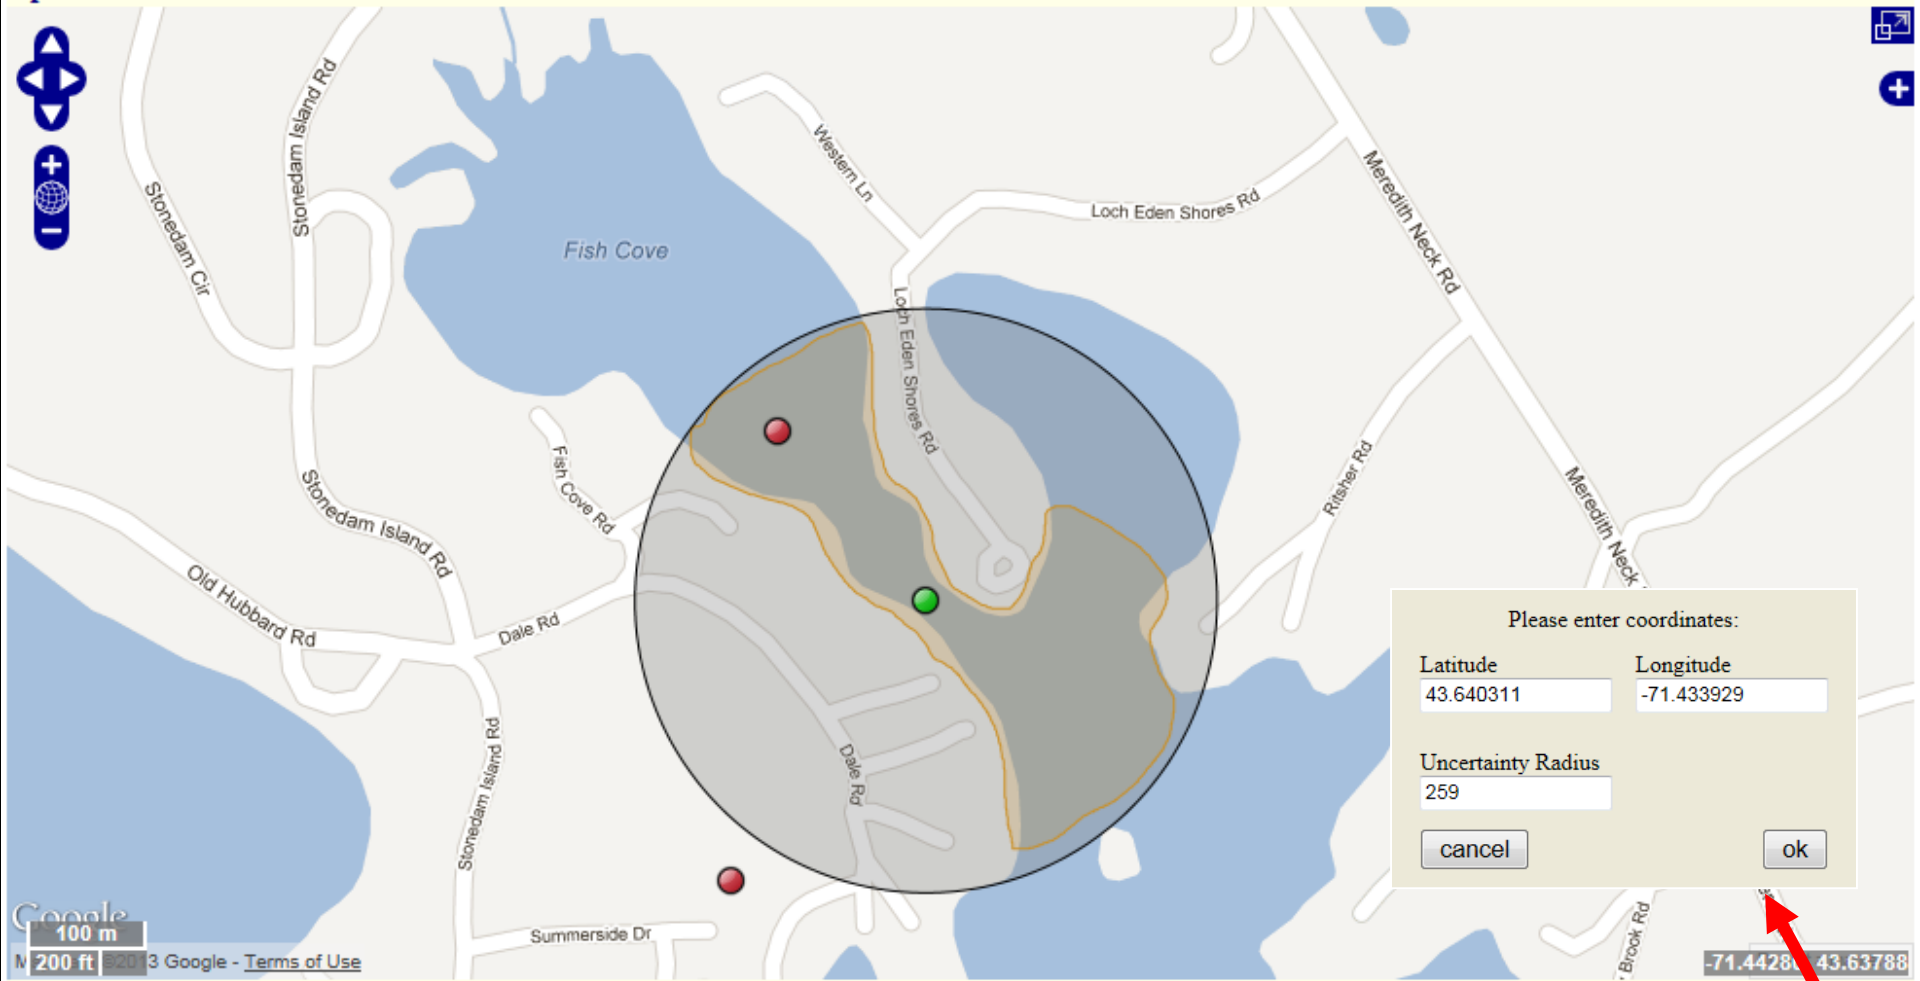 Stonedam Island Rd
Stonedam Cir
Western Ln
Meredith Neck Rd
Loch Eden Shores Rd
Fish Cove
Loch Eden Shores Rd
Fish Cove Rd
Ritsher Rd
Stonedam Island Rd
Meredith Neck
Old Hubbard Rd
Dale Rd
Please enter coordinates:
Latitude Longitude
43.640311 -71.433929
Stonedam Island Rd
Dale Rd
Uncertainty Radius
259
cancel ok
Google
100 m
Summerside Dr
Brook Rd
200 ft ©2013 Google - Terms of Use
43.63788